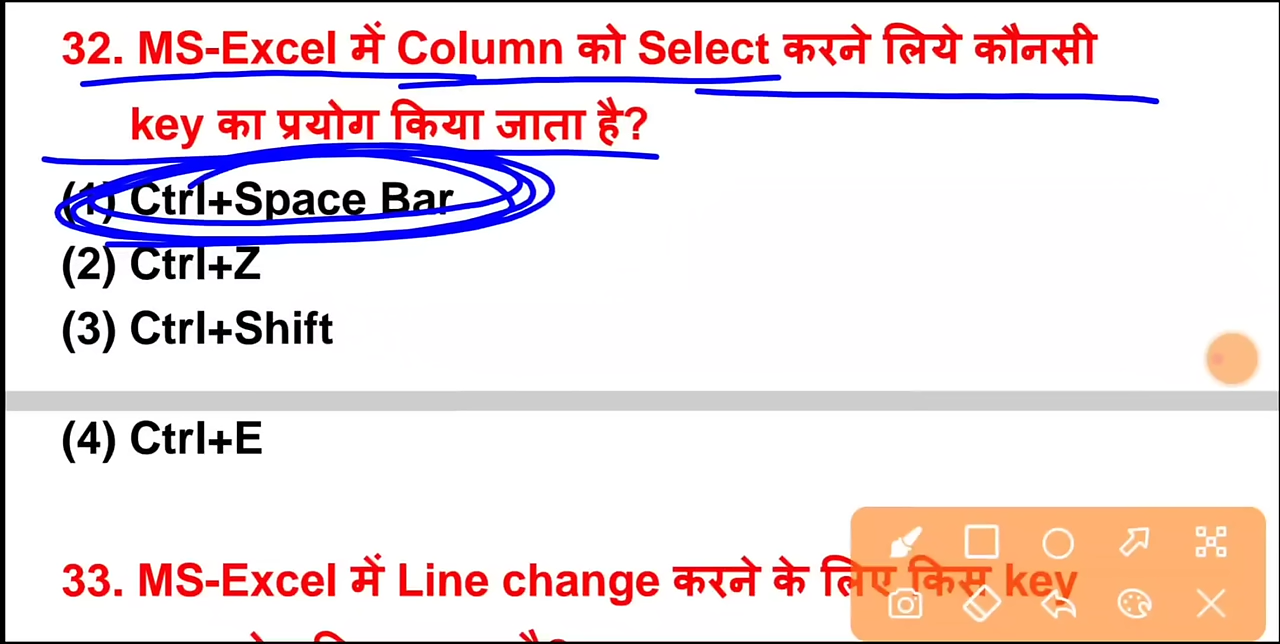 32. MS-Excel में Column को Select करने लिये कौनसी
key का प्रयोग किया जाता है?
(1) Ctrl+Space Bar
(2) Ctrl+Z
(3) Ctrl+Shift
(4) Ctrl+E
33. MS-Excel में Line change करने के लिए किस key